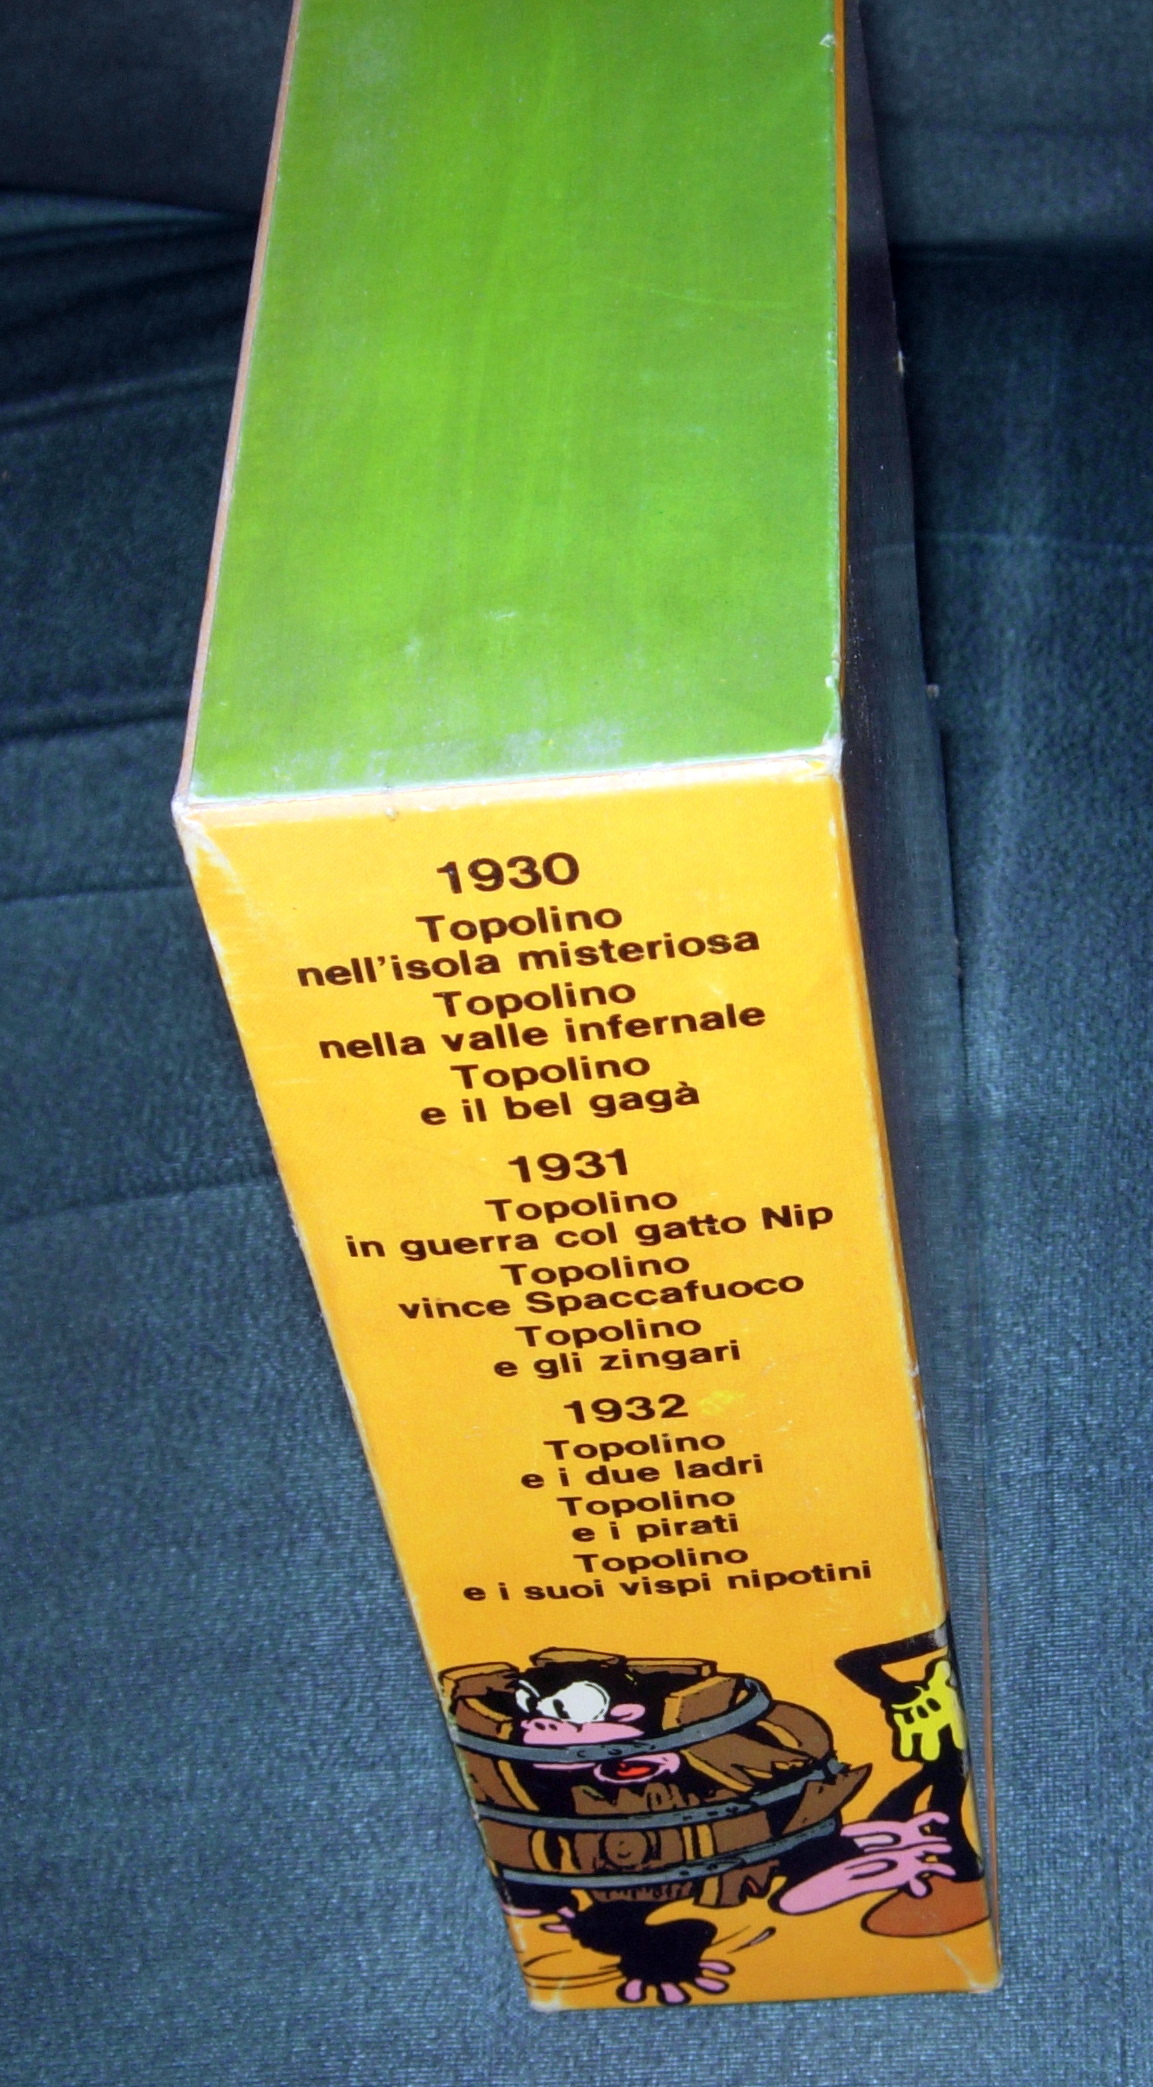 1930
Topolino
nell'isola misteriosa
Topolino
nella valle infernale
Topolino
e il bel gagà
1931
Topolino
in guerra col gatto Nip
Topolino
vince Spaccafuoco
Topolino
e gli zingari
1932
Topolino
e i due ladri
Topolino
e i pirati
Topolino
e i suoi vispi nipotini